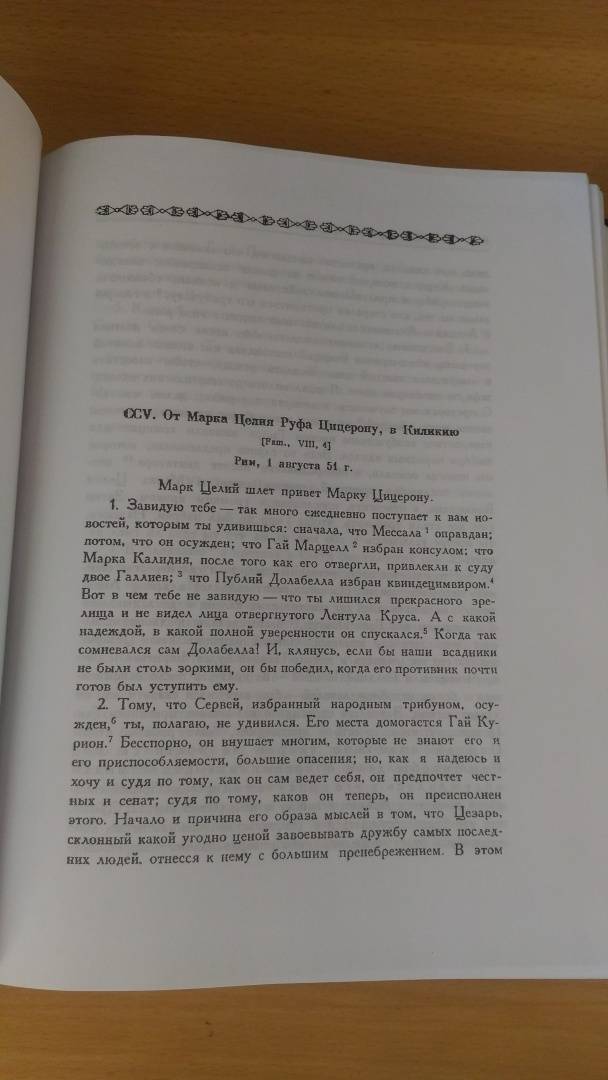 CCV. От Марка Целия Руфа Цицерону, в Киликию
[Fam., VIII, 4]
Рим, 1 августа 51 г.
Марк Целий шлет привет Марку Цицерону.
1. Завидую тебе — так много ежедневно поступает к вам но-
востей, которым ты удивишься: сначала, что Мессала ¹ оправдан;
потом, что он осужден; что Гай Марцелл ² избран консулом; что
Марка Калидия, после того как его отвергли, привлекли к суду
двое Галлиев; ³ что Публий Долабелла избран квиндецимвиром.⁴
Вот в чем тебе не завидую — что ты лишился прекрасного зре-
лища и не видел лица отвергнутого Лентула Круса. А с какой
надеждой, в какой полной уверенности он спускался.⁵ Когда так
сомневался сам Долабелла! И, клянусь, если бы наши всадники
не были столь зоркими, он бы победил, когда его противник почти
готов был уступить ему.
2. Тому, что Сервей, избранный народным трибуном, осу-
жден,⁶ ты, полагаю, не удивился. Его места домогается Гай Ку-
рион.⁷ Бесспорно, он внушает многим, которые не знают его и
его приспособляемости, большие опасения; но, как я надеюсь и
хочу и судя по тому, как он сам ведет себя, он предпочтет чест-
ных и сенат; судя по тому, каков он теперь, он преисполнен
этого. Начало и причина его образа мыслей в том, что Цезарь,
склонный какой угодно ценой завоевывать дружбу самых послед-
них людей, отнесся к нему с большим пренебрежением. В этом